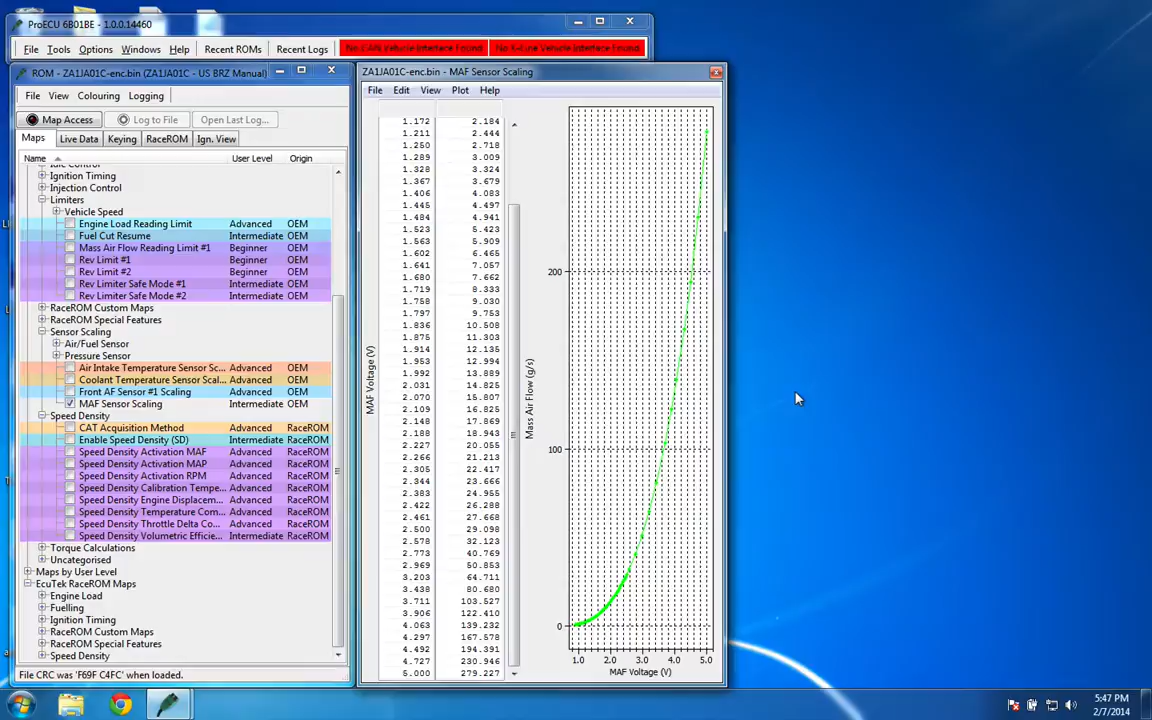 ProECU 6B01BE - 1.0.0.14460
File Tools Options Windows Help Recent ROMs Recent Logs No CAN Vehicle Interface Found No K-Line Vehicle Interface Found
ROM - ZA1JA01C-enc.bin (ZA1JA01C - US BRZ Manual)
File View Colouring Logging
Map Access Log to File Open Last Log...
Maps Live Data Keying RaceROM Ign. View
Name User Level Origin
Idle Control
Ignition Timing
Injection Control
Limiters
Vehicle Speed
Engine Load Reading Limit Advanced OEM
Fuel Cut Resume Intermediate OEM
Mass Air Flow Reading Limit #1 Beginner OEM
Rev Limit #1 Beginner OEM
Rev Limit #2 Beginner OEM
Rev Limiter Safe Mode #1 Intermediate OEM
Rev Limiter Safe Mode #2 Intermediate OEM
RaceROM Custom Maps
RaceROM Special Features
Sensor Scaling
Air/Fuel Sensor
Pressure Sensor
Air Intake Temperature Sensor Sc... Advanced OEM
Coolant Temperature Sensor Scal... Advanced OEM
Front AF Sensor #1 Scaling Advanced OEM
MAF Sensor Scaling Intermediate OEM
Speed Density
CAT Acquisition Method Advanced RaceROM
Enable Speed Density (SD) Intermediate RaceROM
Speed Density Activation MAF Advanced RaceROM
Speed Density Activation MAP Advanced RaceROM
Speed Density Activation RPM Advanced RaceROM
Speed Density Calibration Tempe... Advanced RaceROM
Speed Density Engine Displacem... Advanced RaceROM
Speed Density Temperature Com... Advanced RaceROM
Speed Density Throttle Delta Co... Advanced RaceROM
Speed Density Volumetric Efficie... Intermediate RaceROM
Torque Calculations
Uncategorised
Maps by User Level
EcuTek RaceROM Maps
Engine Load
Fuelling
Ignition Timing
RaceROM Custom Maps
RaceROM Special Features
Speed Density
File CRC was 'F69F C4FC' when loaded.
ZA1JA01C-enc.bin - MAF Sensor Scaling
File Edit View Plot Help
MAF Voltage (V)
1.172 2.184
1.211 2.444
1.250 2.718
1.289 3.009
1.328 3.324
1.367 3.679
1.406 4.083
1.445 4.497
1.484 4.941
1.523 5.423
1.563 5.909
1.602 6.465
1.641 7.057
1.680 7.662
1.719 8.333
1.758 9.030
1.797 9.753
1.836 10.508
1.875 11.303
1.914 12.135
1.953 12.994
1.992 13.889
2.031 14.825
2.070 15.807
2.109 16.825
2.148 17.869
2.188 18.943
2.227 20.055
2.266 21.213
2.305 22.417
2.344 23.666
2.383 24.955
2.422 26.288
2.461 27.668
2.500 29.098
2.578 32.123
2.773 40.769
2.969 50.853
3.203 64.711
3.438 80.680
3.711 103.527
3.906 122.410
4.063 139.232
4.297 167.578
4.492 194.391
4.727 230.946
5.000 279.227
Mass Air Flow (g/s)
200
100
0
1.0 2.0 3.0 4.0 5.0
MAF Voltage (V)
5:47 PM
2/7/2014